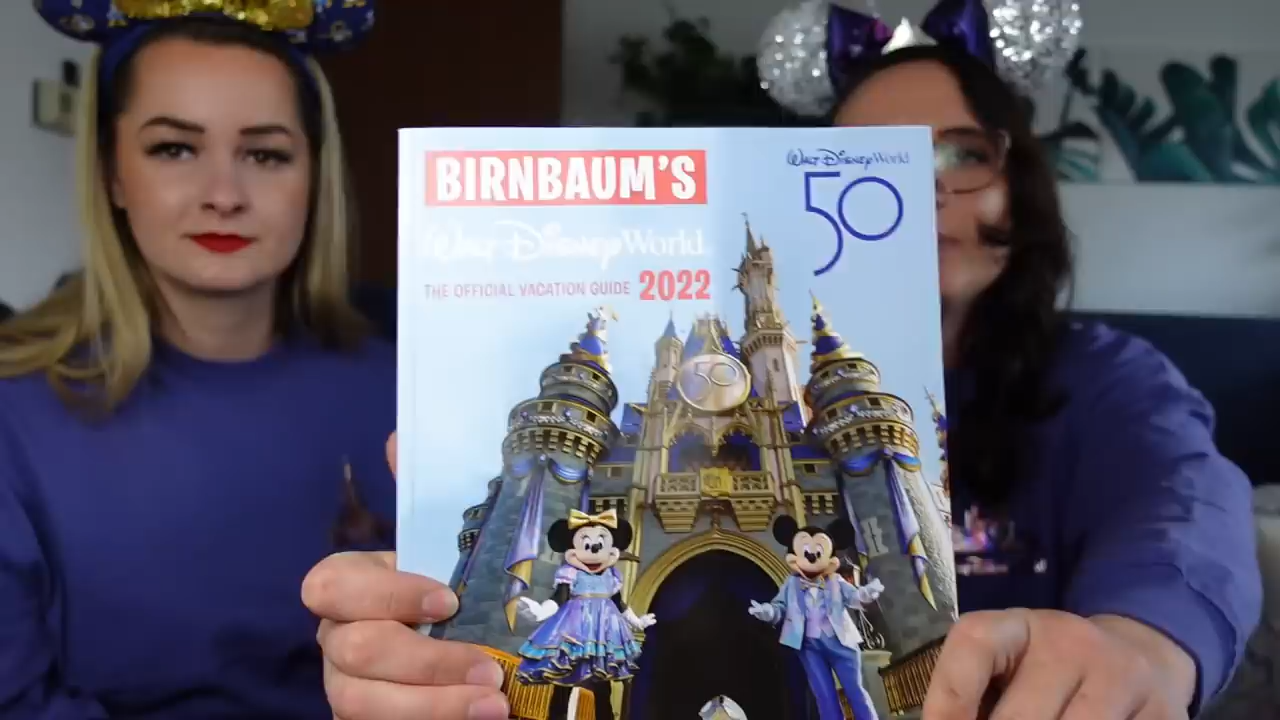 BIRNBAUM'S
Walt Disney World
50
Walt Disney World
THE OFFICIAL VACATION GUIDE 2022
50